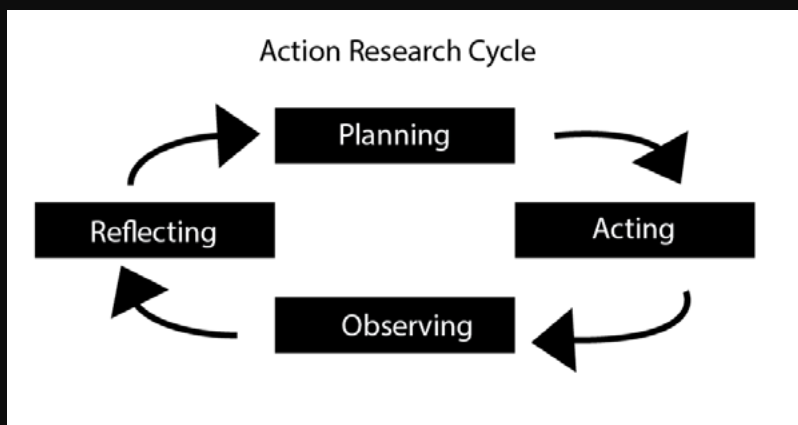 Action Research Cycle
Planning
Acting
Observing
Reflecting